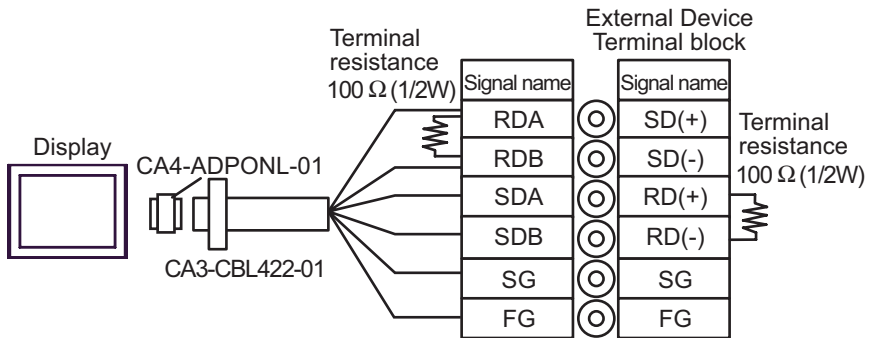 External Device
Terminal block
Terminal
resistance
100 Ω (1/2W)
Signal name
Signal name
RDA
SD(+)
RDB
SD(-)
SDA
RD(+)
SDB
RD(-)
SG
SG
FG
FG
Terminal
resistance
100 Ω (1/2W)
Display
CA4-ADPONL-01
CA3-CBL422-01